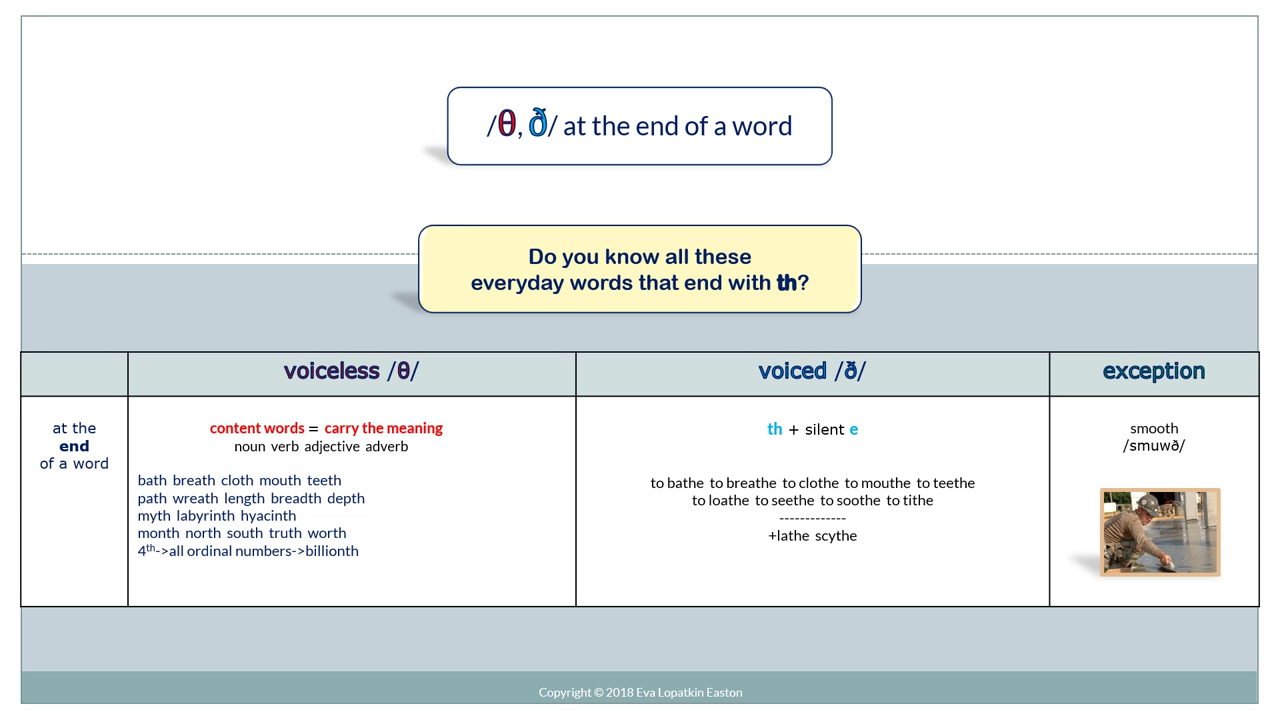 /θ, ð/ at the end of a word
Do you know all these
everyday words that end with th?
voiceless /θ/
voiced /ð/
exception
at the
end
of a word
content words = carry the meaning
noun verb adjective adverb
bath breath cloth mouth teeth
path wreath length breadth depth
myth labyrinth hyacinth
month north south truth worth
4th->all ordinal numbers->billionth
th + silent e
to bathe to breathe to clothe to mouthe to teethe
to loathe to seethe to soothe to tithe
-------------
+lathe scythe
smooth
/smuwð/
Copyright © 2018 Eva Lopatkin Easton